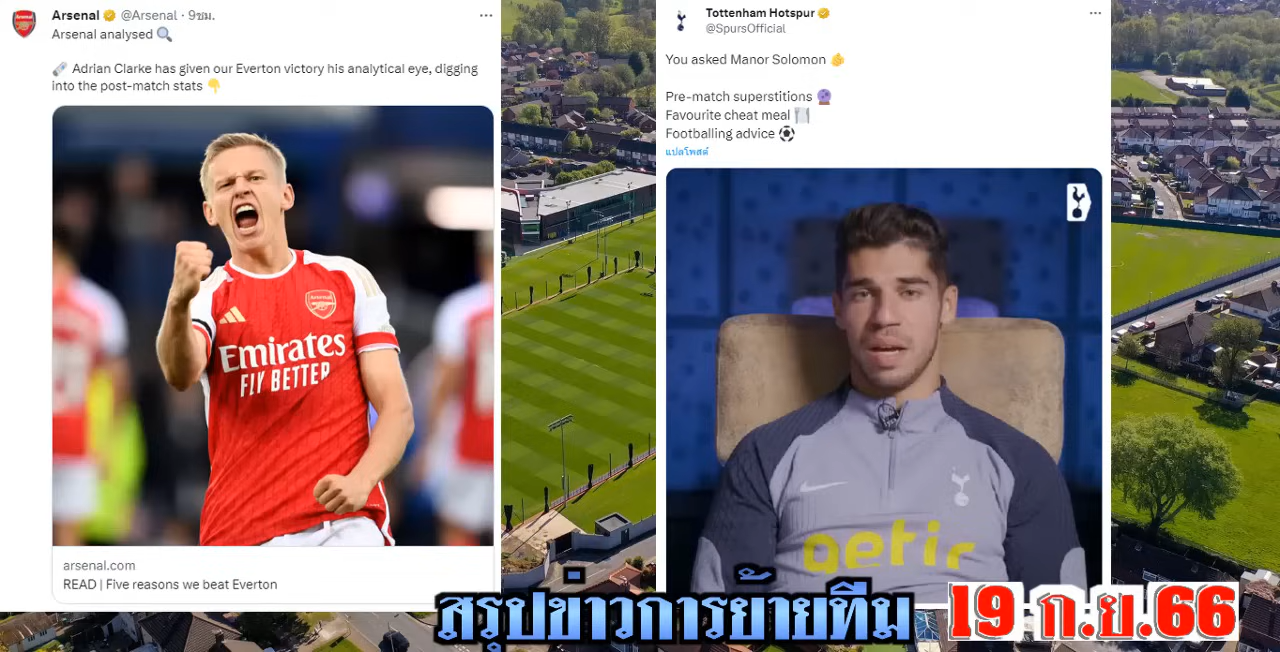 Arsenal @Arsenal · 9ชม.
Arsenal analysed 🔍
🗞️ Adrian Clarke has given our Everton victory his analytical eye, digging
into the post-match stats 👇
Arsenal
Emirates
FLY BETTER
arsenal.com
READ | Five reasons we beat Everton
Tottenham Hotspur
@SpursOfficial
You asked Manor Solomon 🫵
Pre-match superstitions 🔮
Favourite cheat meal 🍽️
Footballing advice ⚽
แปลโพสต์
getir
สรุปข่าวการย้ายทีม 19 ก.ย.66